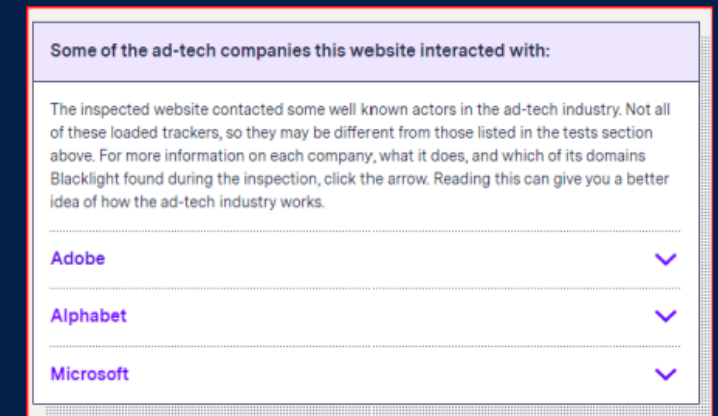 Some of the ad-tech companies this website interacted with:
The inspected website contacted some well known actors in the ad-tech industry. Not all
of these loaded trackers, so they may be different from those listed in the tests section
above. For more information on each company, what it does, and which of its domains
Blacklight found during the inspection, click the arrow. Reading this can give you a better
idea of how the ad-tech industry works.
Adobe
Alphabet
Microsoft